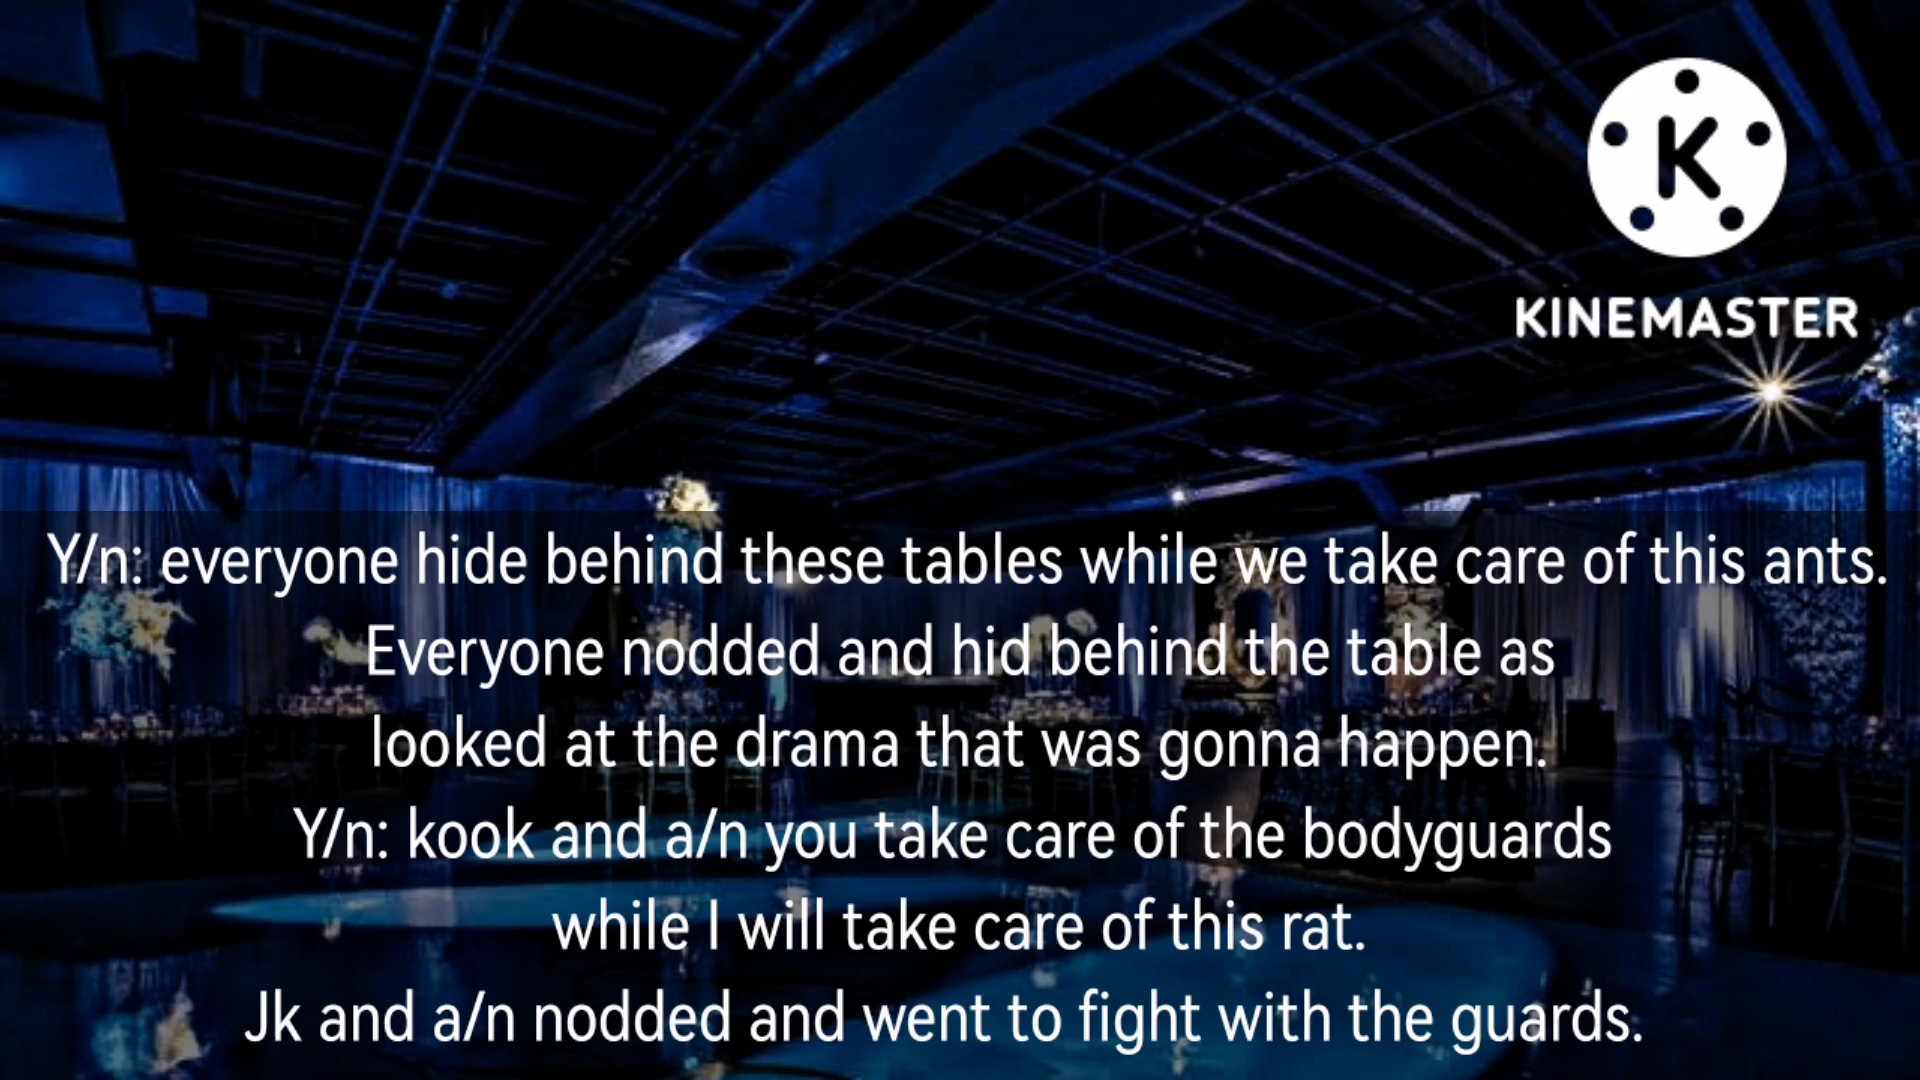 K
KINEMASTER
Y/n: everyone hide behind these tables while we take care of this ants.
Everyone nodded and hid behind the table as
looked at the drama that was gonna happen.
Y/n: kook and a/n you take care of the bodyguards
while I will take care of this rat.
Jk and a/n nodded and went to fight with the guards.